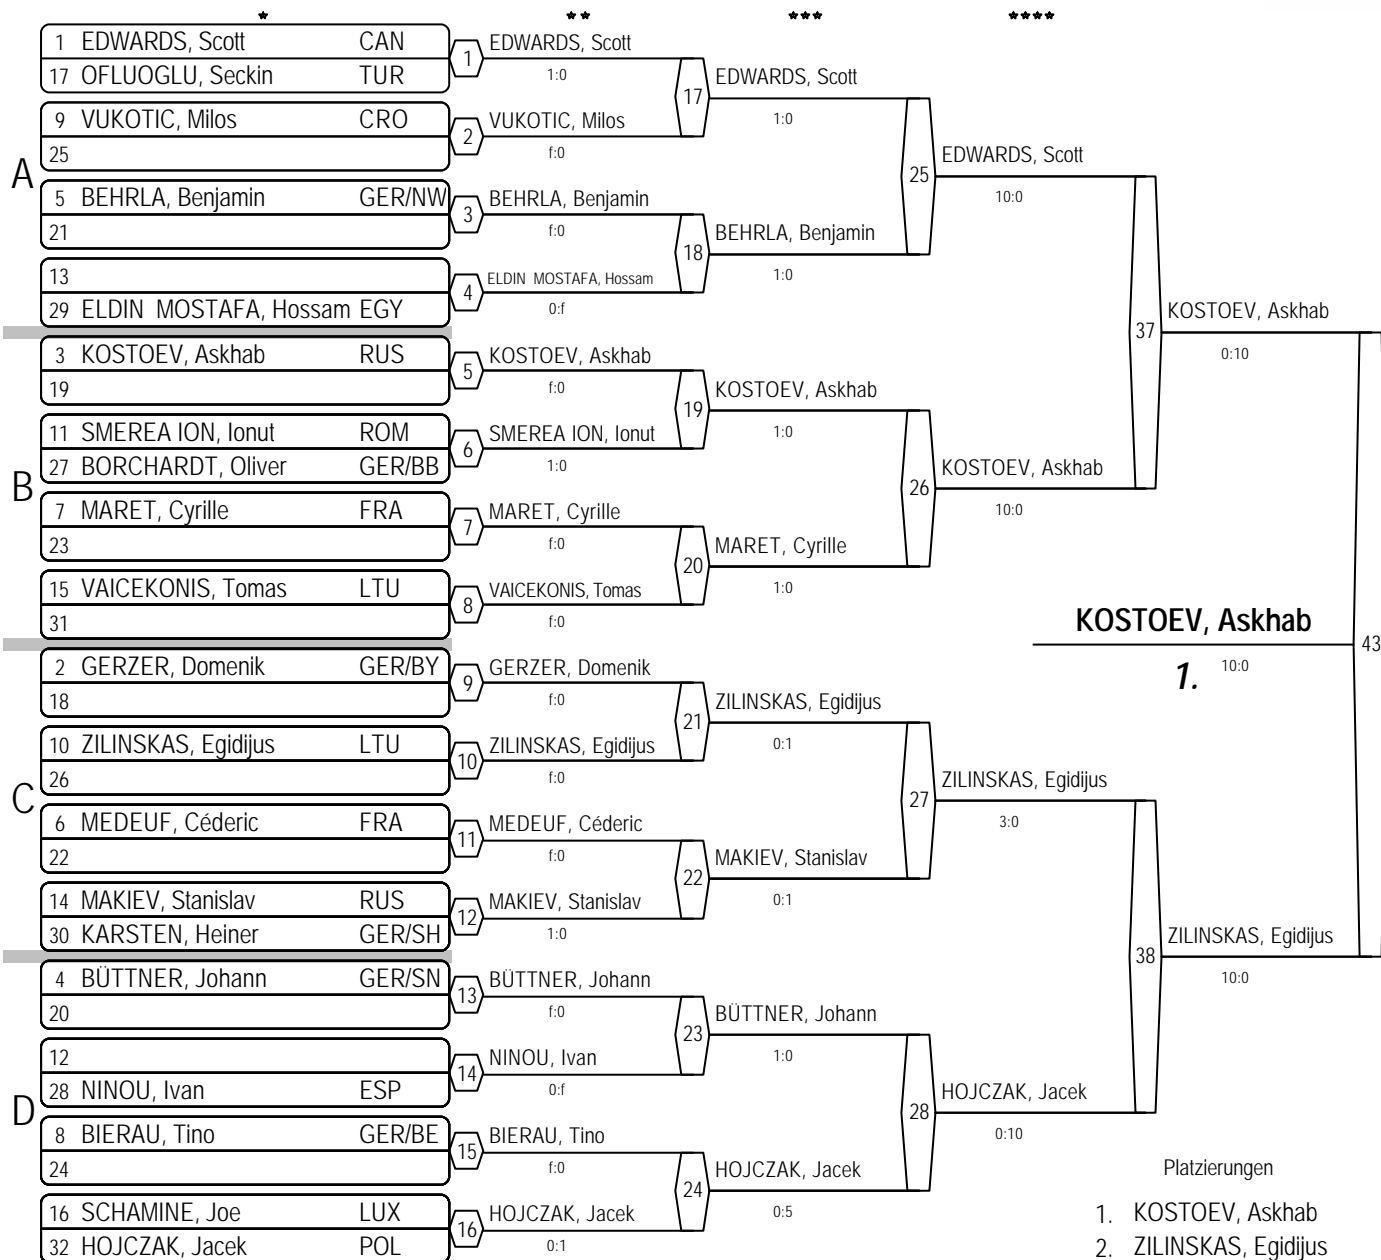 * ** *** ****
1 EDWARDS, Scott CAN
17 OFLUOGLU, Seckin TUR
9 VUKOTIC, Milos CRO
25
A
5 BEHRLA, Benjamin GER/NW
21
13
29 ELDIN MOSTAFA, Hossam EGY
3 KOSTOEV, Askhab RUS
19
11 SMEREA ION, Ionut ROM
27 BORCHARDT, Oliver GER/BB
B
7 MARET, Cyrille FRA
23
15 VAICEKONIS, Tomas LTU
31
2 GERZER, Domenik GER/BY
18
10 ZILINSKAS, Egidijus LTU
26
C
6 MEDEUF, Céderic FRA
22
14 MAKIEV, Stanislav RUS
30 KARSTEN, Heiner GER/SH
4 BÜTTNER, Johann GER/SN
20
12
28 NINOU, Ivan ESP
D
8 BIERAU, Tino GER/BE
24
16 SCHAMINE, Joe LUX
32 HOJCZAK, Jacek POL
1 EDWARDS, Scott
1:0
2 VUKOTIC, Milos
f:0
3 BEHRLA, Benjamin
f:0
4 ELDIN MOSTAFA, Hossam
0:f
5 KOSTOEV, Askhab
f:0
6 SMEREA ION, Ionut
1:0
7 MARET, Cyrille
f:0
8 VAICEKONIS, Tomas
f:0
9 GERZER, Domenik
f:0
10 ZILINSKAS, Egidijus
f:0
11 MEDEUF, Céderic
f:0
12 MAKIEV, Stanislav
1:0
13 BÜTTNER, Johann
f:0
14 NINOU, Ivan
0:f
15 BIERAU, Tino
f:0
16 HOJCZAK, Jacek
0:1
17 EDWARDS, Scott
1:0
18 BEHRLA, Benjamin
1:0
19 KOSTOEV, Askhab
1:0
20 MARET, Cyrille
1:0
21 ZILINSKAS, Egidijus
0:1
22 MAKIEV, Stanislav
0:1
23 BÜTTNER, Johann
1:0
24 HOJCZAK, Jacek
0:5
25 EDWARDS, Scott
10:0
26 KOSTOEV, Askhab
10:0
27 ZILINSKAS, Egidijus
3:0
28 HOJCZAK, Jacek
0:10
37 KOSTOEV, Askhab
0:10
38 ZILINSKAS, Egidijus
10:0
KOSTOEV, Askhab 43
1. 10:0
Platzierungen
1. KOSTOEV, Askhab
2. ZILINSKAS, Egidijus